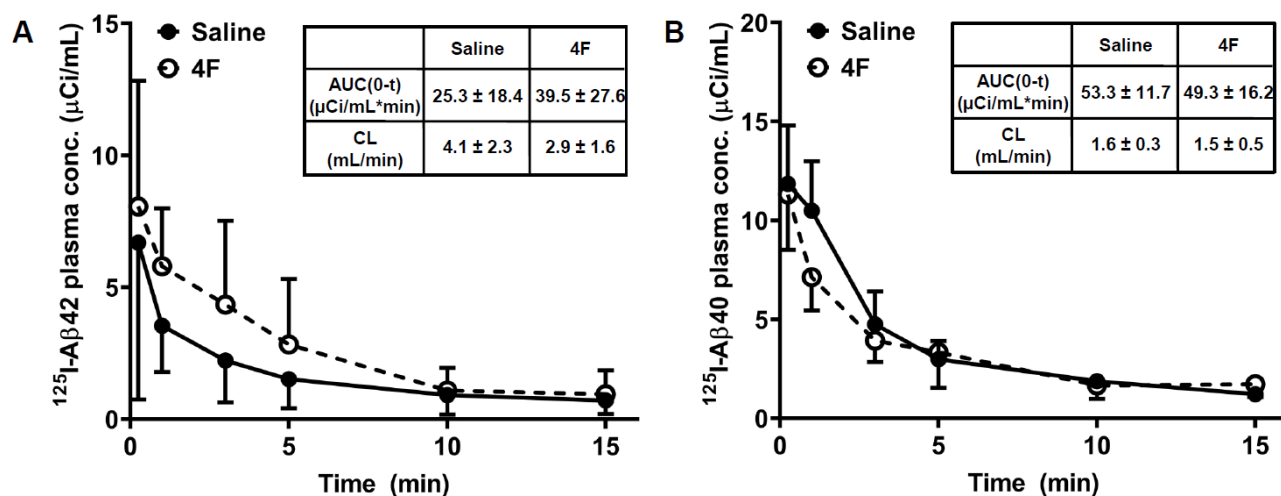 A
¹²⁵I-Aβ42 plasma conc. (μCi/mL)
15
10
5
0
Saline
4F
Saline 4F
AUC(0-t)
(μCi/mL*min)
25.3 ± 18.4 39.5 ± 27.6
CL
(mL/min)
4.1 ± 2.3 2.9 ± 1.6
0 5 10 15
Time (min)
B
¹²⁵I-Aβ40 plasma conc. (μCi/mL)
20
15
10
5
0
Saline
4F
Saline 4F
AUC(0-t)
(μCi/mL*min)
53.3 ± 11.7 49.3 ± 16.2
CL
(mL/min)
1.6 ± 0.3 1.5 ± 0.5
0 5 10 15
Time (min)